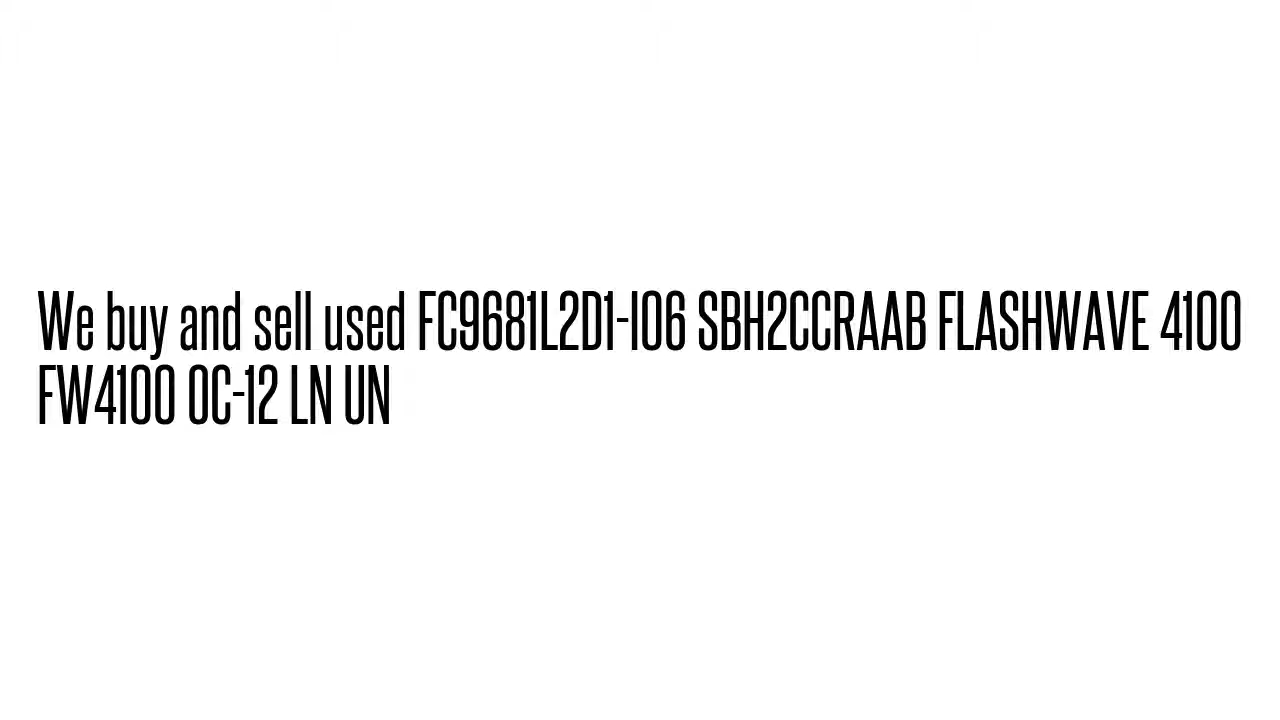 We buy and sell used FC9681L2D1-I06 SBH2CCRAAB FLASHWAVE 4100
FW4100 OC-12 LN UN